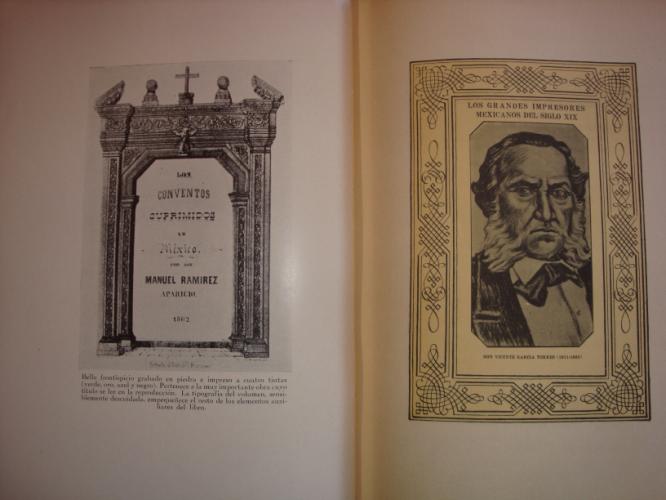 LOS
CONVENTOS
SUPRIMIDOS
EN
México.
POR DON
MANUEL RAMIREZ
APARICIO.
1862
Bello frontispicio grabado en piedra e impreso a cuatro tintas
(verde, oro, azul y negro). Pertenece a la muy importante obra cuyo
título se lee en la reproducción. La tipografía del volumen, sensi-
blemente descuidada, empequeñece el resto de los elementos auxi-
liares del libro.
LOS GRANDES IMPRESORES
MEXICANOS DEL SIGLO XIX
DON VICENTE GARCIA TORRES